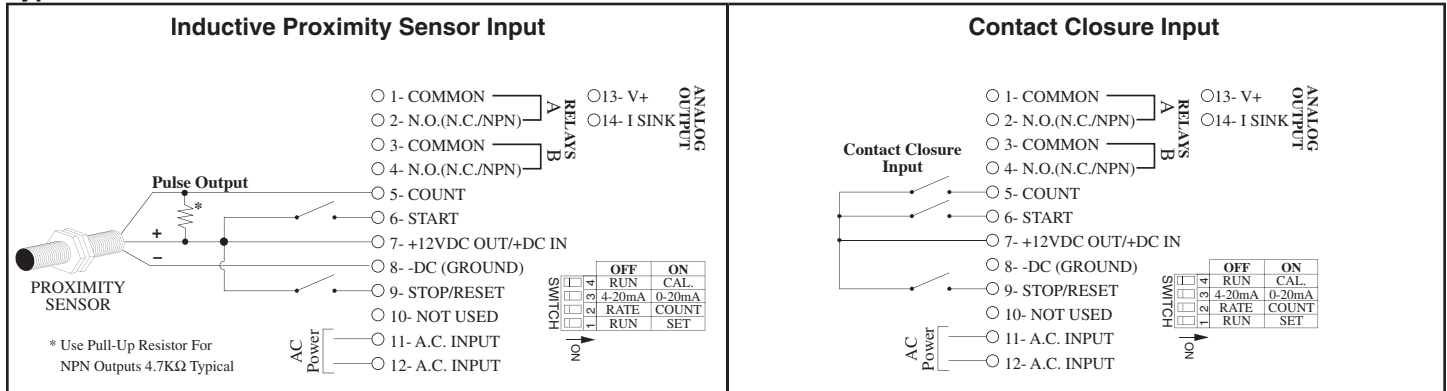 Inductive Proximity Sensor Input
1- COMMON
2- N.O.(N.C./NPN)
3- COMMON
4- N.O.(N.C./NPN)
A
B
RELAYS
13- V+
14- I SINK
ANALOG
OUTPUT
Pulse Output
*
+
–
PROXIMITY
SENSOR
5- COUNT
6- START
7- +12VDC OUT/+DC IN
8- -DC (GROUND)
9- STOP/RESET
10- NOT USED
AC
Power
11- A.C. INPUT
12- A.C. INPUT
* Use Pull-Up Resistor For
NPN Outputs 4.7KΩ Typical
SWITCH
OFF ON
4 RUN CAL.
3 4-20mA 0-20mA
2 RATE COUNT
1 RUN SET
ON
Contact Closure Input
1- COMMON
2- N.O.(N.C./NPN)
3- COMMON
4- N.O.(N.C./NPN)
A
B
RELAYS
13- V+
14- I SINK
ANALOG
OUTPUT
Contact Closure
Input
5- COUNT
6- START
7- +12VDC OUT/+DC IN
8- -DC (GROUND)
9- STOP/RESET
10- NOT USED
AC
Power
11- A.C. INPUT
12- A.C. INPUT
SWITCH
OFF ON
4 RUN CAL.
3 4-20mA 0-20mA
2 RATE COUNT
1 RUN SET
ON